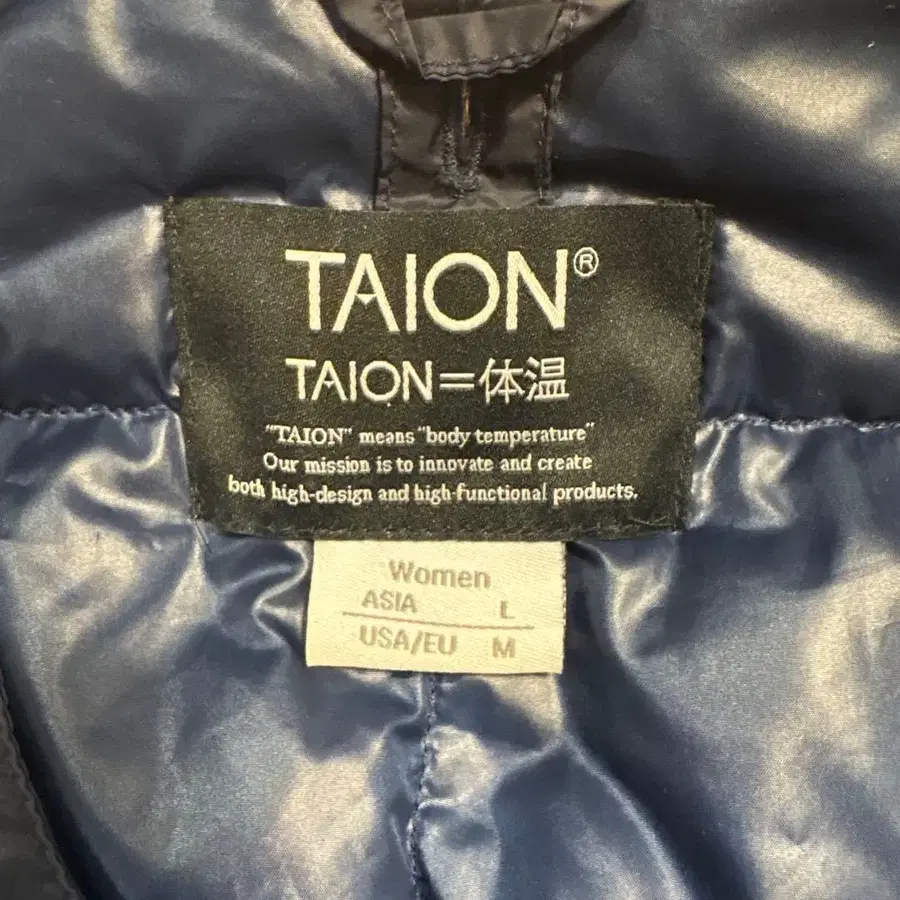 TAION®
TAION=体温
"TAION" means "body temperature"
Our mission is to innovate and create
both high-design and high-functional products.
Women
ASIA L
USA/EU M